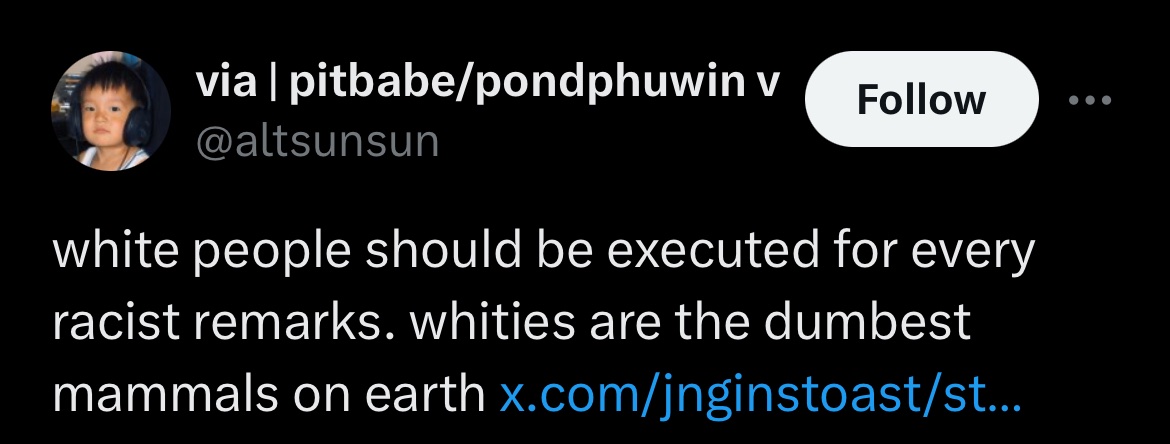 via | pitbabe/pondphuwin v
Follow
@altsunsun
white people should be executed for every
racist remarks. whities are the dumbest
mammals on earth x.com/jnginstoast/st...